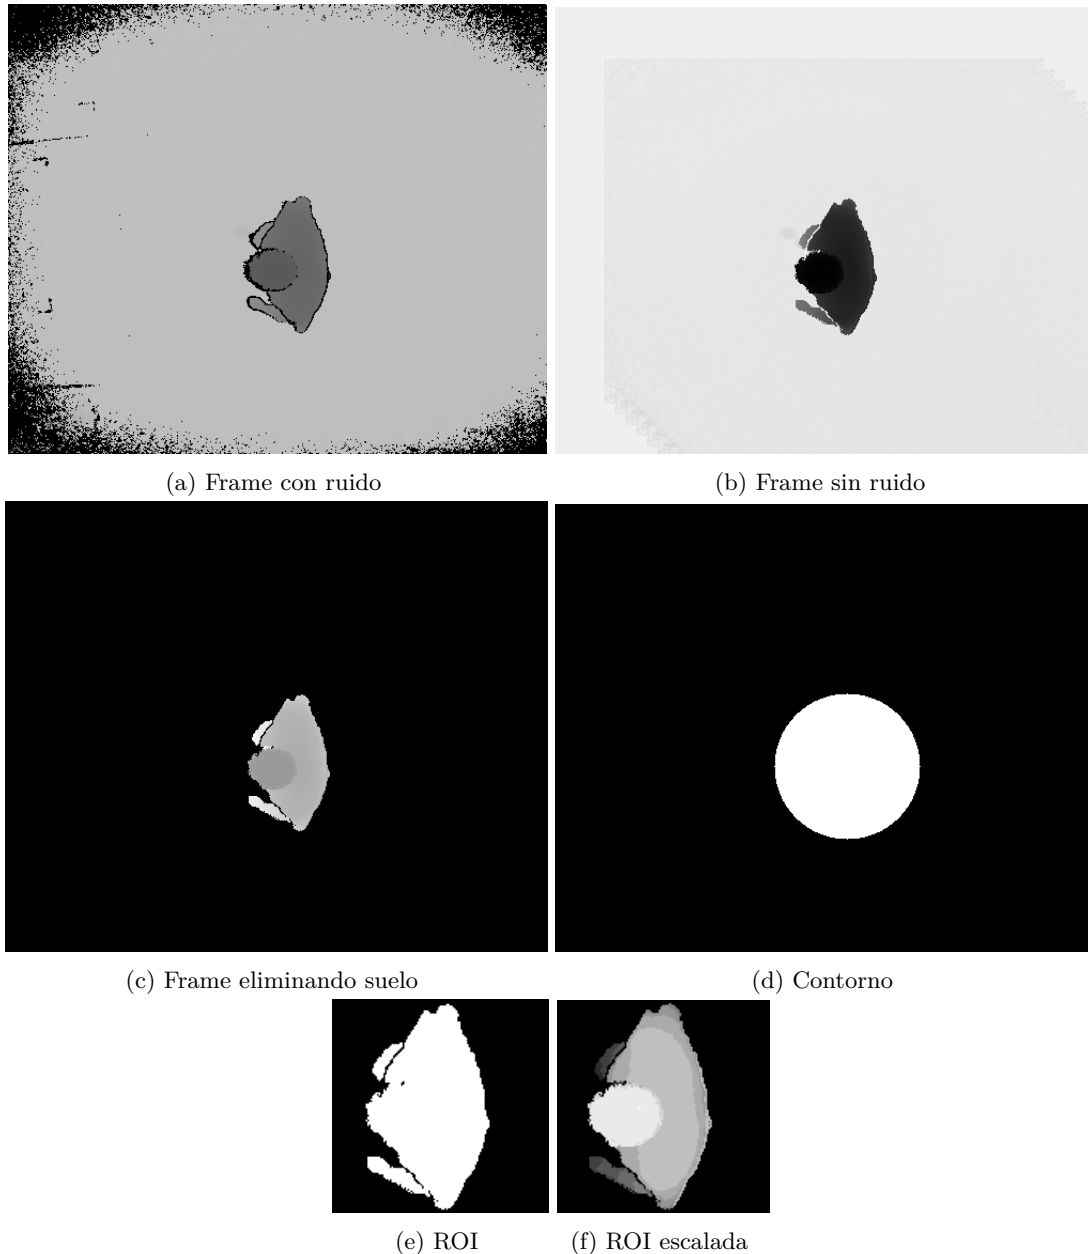 (a) Frame con ruido
(b) Frame sin ruido
(c) Frame eliminando suelo
(d) Contorno
(e) ROI
(f) ROI escalada